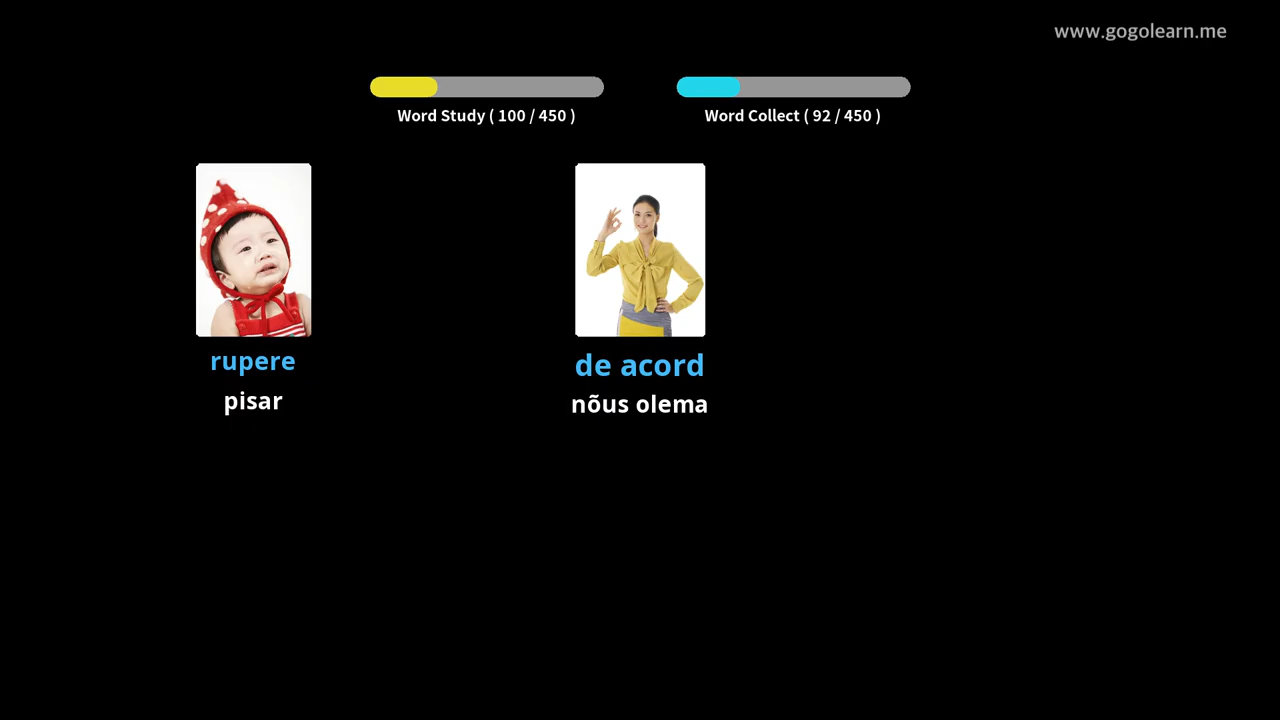 www.gogolearn.me
Word Study ( 100 / 450 )
Word Collect ( 92 / 450 )
rupere
pisar
de acord
nõus olema